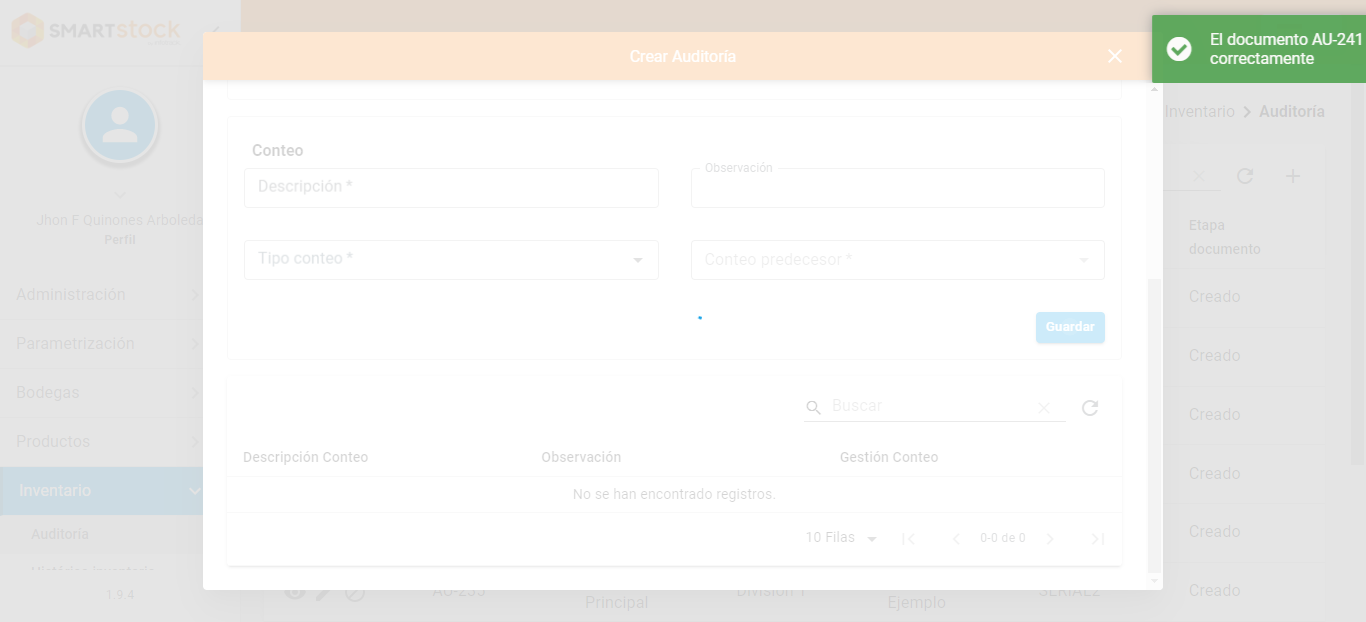 SMARTstock
Crear Auditoría
El documento AU-241
correctamente
Inventario > Auditoría
Jhon F Quinones Arboleda
Perfil
Conteo
Descripción *
Observación
Tipo conteo *
Conteo predecesor *
Guardar
Etapa
documento
Administración
Creado
Parametrización
Creado
Bodegas
Creado
Productos
Buscar
Descripción Conteo
Observación
Gestión Conteo
Creado
Inventario
No se han encontrado registros.
Auditoría
10 Filas
0-0 de 0
Creado
Histórico inventario
1.9.4
AU-235
Principal
División 1
Ejemplo
SERIAL2
Creado